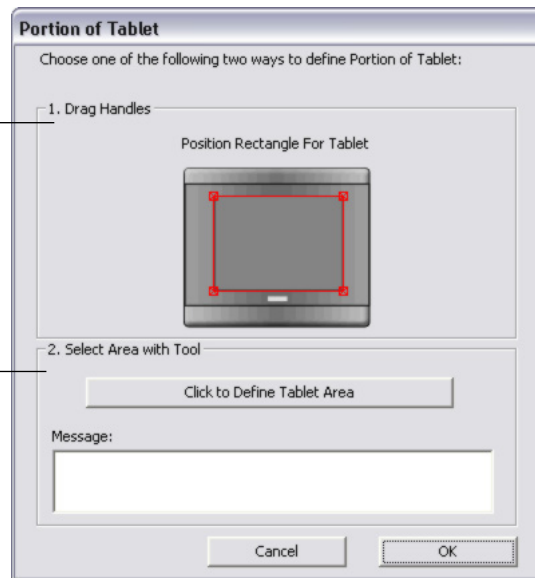 Portion of Tablet
Choose one of the following two ways to define Portion of Tablet:
1. Drag Handles
Position Rectangle For Tablet
2. Select Area with Tool
Click to Define Tablet Area
Message:
Cancel
OK